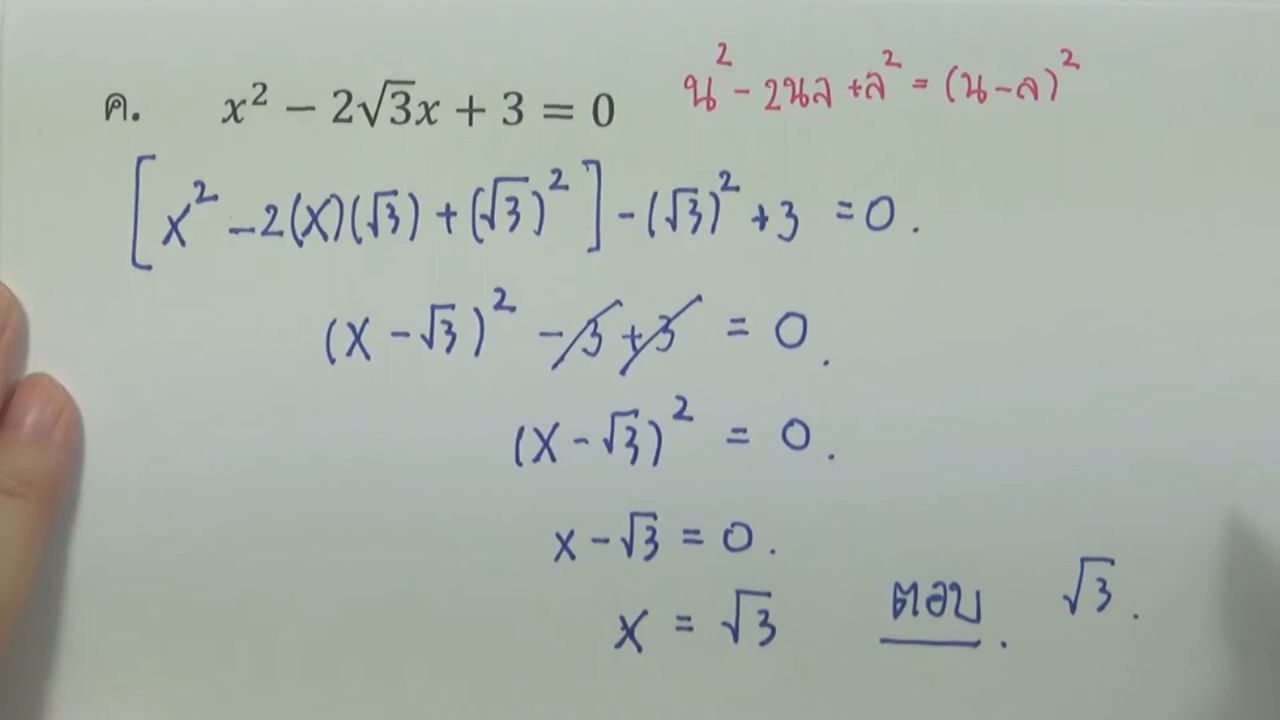 ค. x² − 2√3x + 3 = 0 น² - 2นล + ล² = (น - ล)²
[x² - 2(x)(√3) + (√3)²] - (√3)² + 3 = 0.
(x - √3)² - 3 + 3 = 0.
(x - √3)² = 0.
x - √3 = 0.
x = √3 ตอบ. √3.